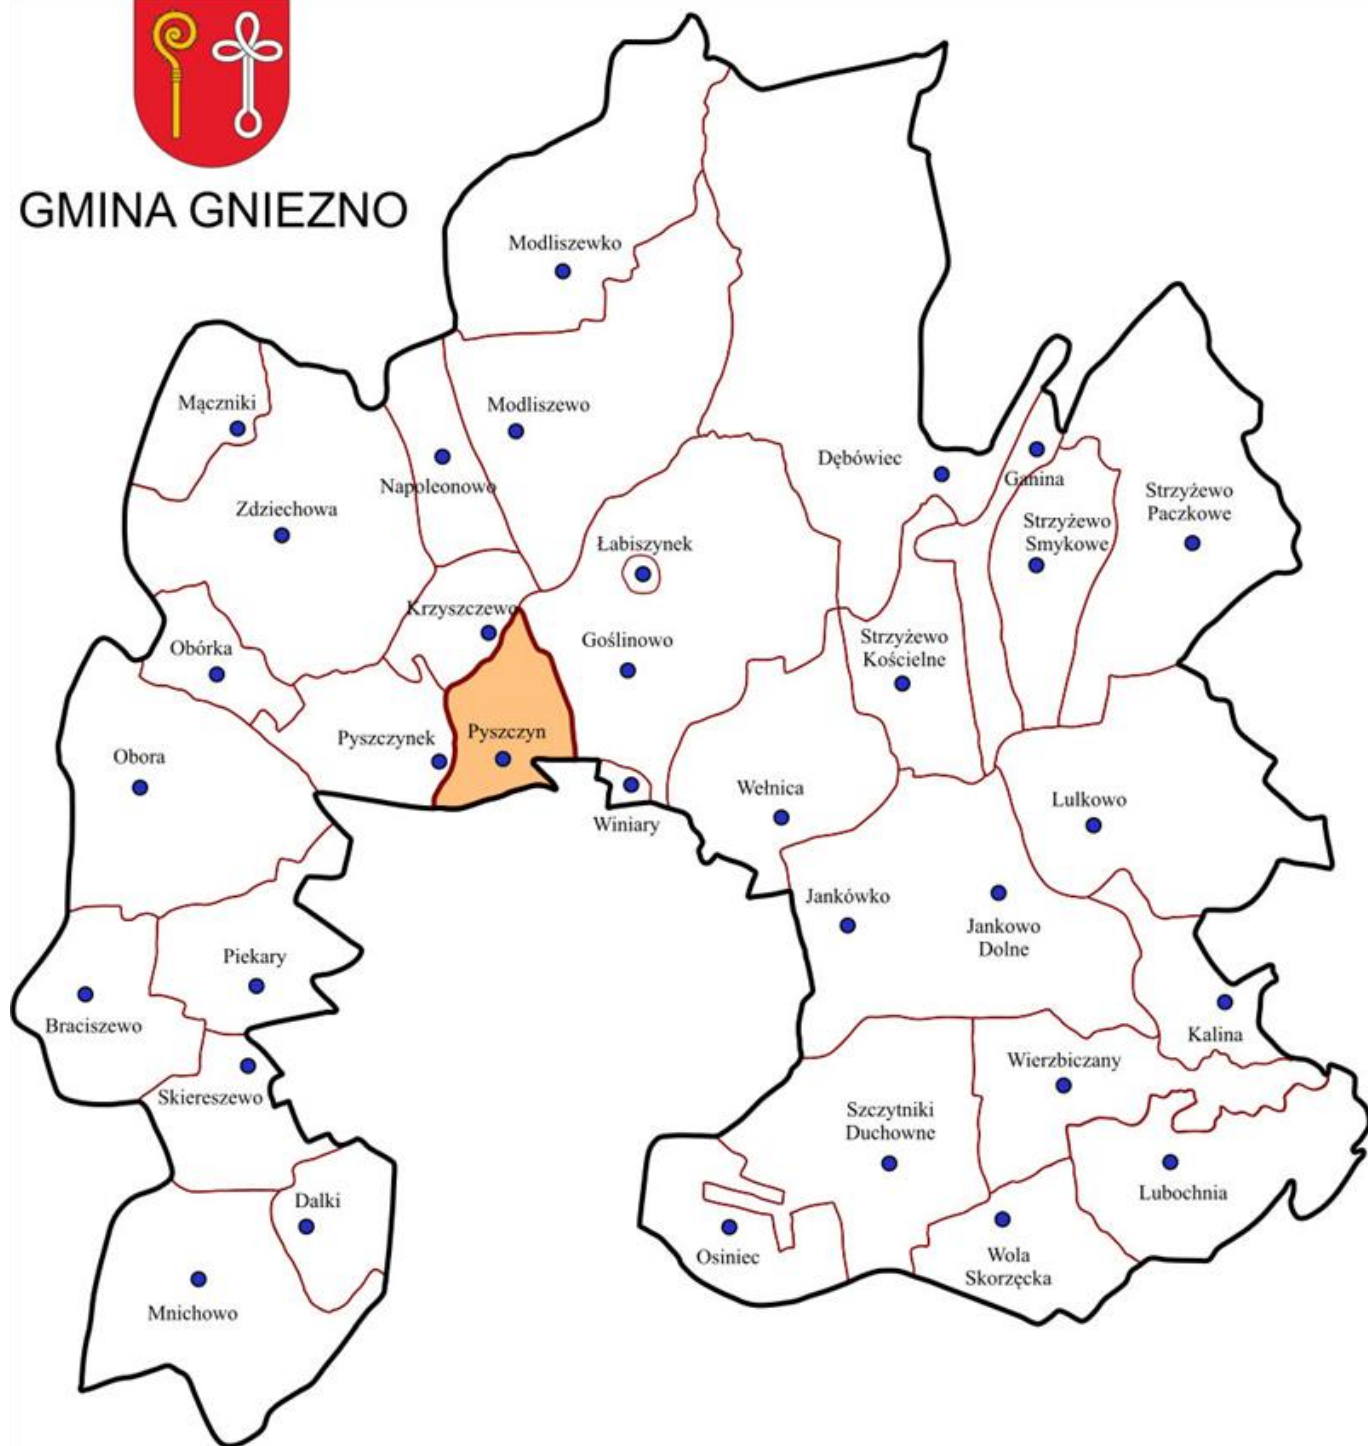 GMINA GNIEZNO
Modliszewko
Mączniki
Modliszewo
Napoleonowo
Zdziechowa
Dębówiec
Ganina
Strzyżewo
Paczkowe
Strzyżewo
Smykowe
Łabiszynek
Krzyszczewo
Goślinowo
Obórka
Strzyżewo
Kościelne
Pyszczynek
Pyszczyn
Obora
Wełnica
Lulkowo
Winiary
Jankówko
Jankowo
Dolne
Piekary
Braciszewo
Kalina
Wierzbiczany
Skiereszewo
Szczytniki
Duchowne
Lubochnia
Dalki
Osiniec
Wola
Skorzęcka
Mnichowo